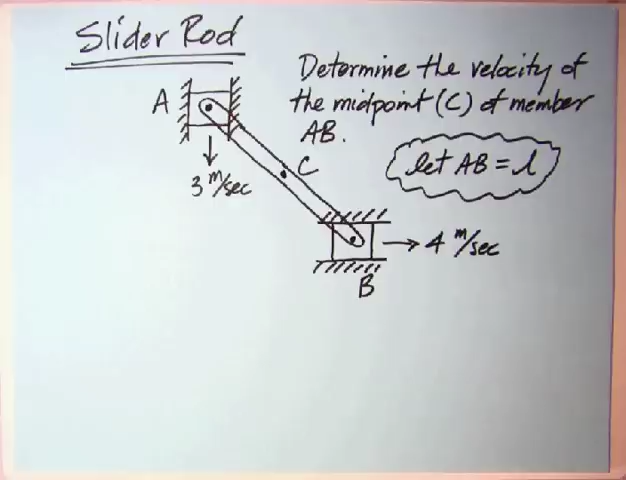 Slider Rod
Determine the velocity of
the midpoint (C) of member
AB.
let AB = l
A
C
3 m/sec
4 m/sec
B